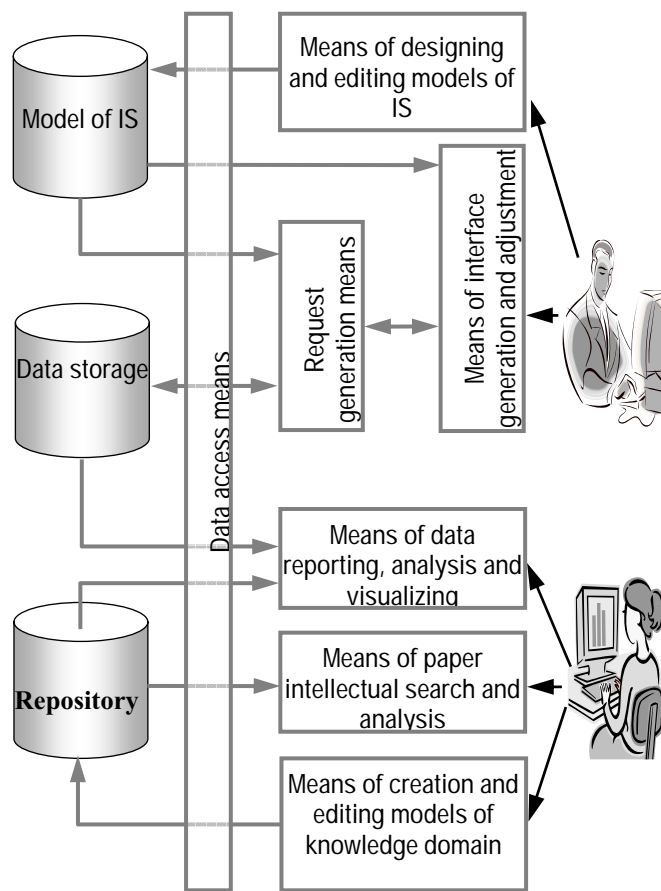 Means of designing
and editing models of
IS
Model of IS
Means of interface
generation and adjustment
Request
generation means
Data storage
Data access means
Means of data
reporting, analysis and
visualizing
Means of paper
intellectual search and
analysis
Repository
Means of creation and
editing models of
knowledge domain